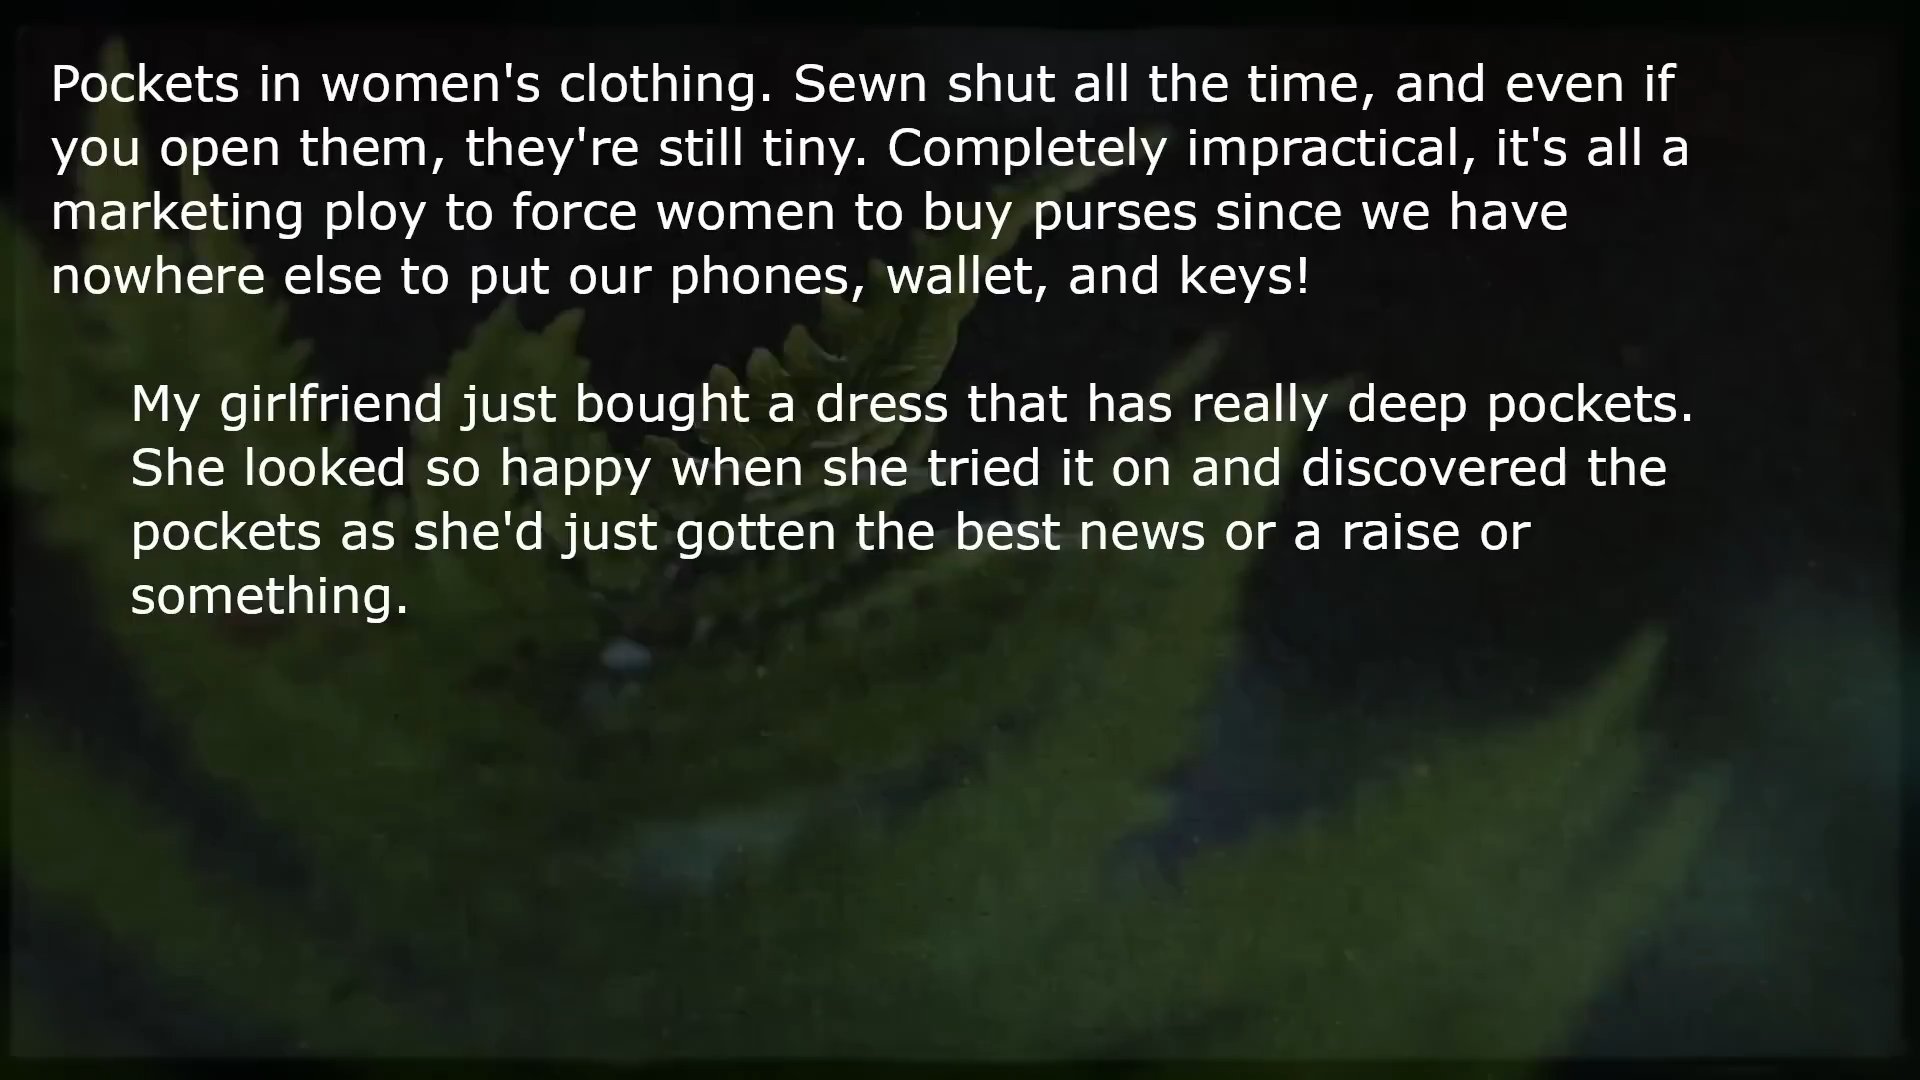 Pockets in women's clothing. Sewn shut all the time, and even if
you open them, they're still tiny. Completely impractical, it's all a
marketing ploy to force women to buy purses since we have
nowhere else to put our phones, wallet, and keys!
My girlfriend just bought a dress that has really deep pockets.
She looked so happy when she tried it on and discovered the
pockets as she'd just gotten the best news or a raise or
something.